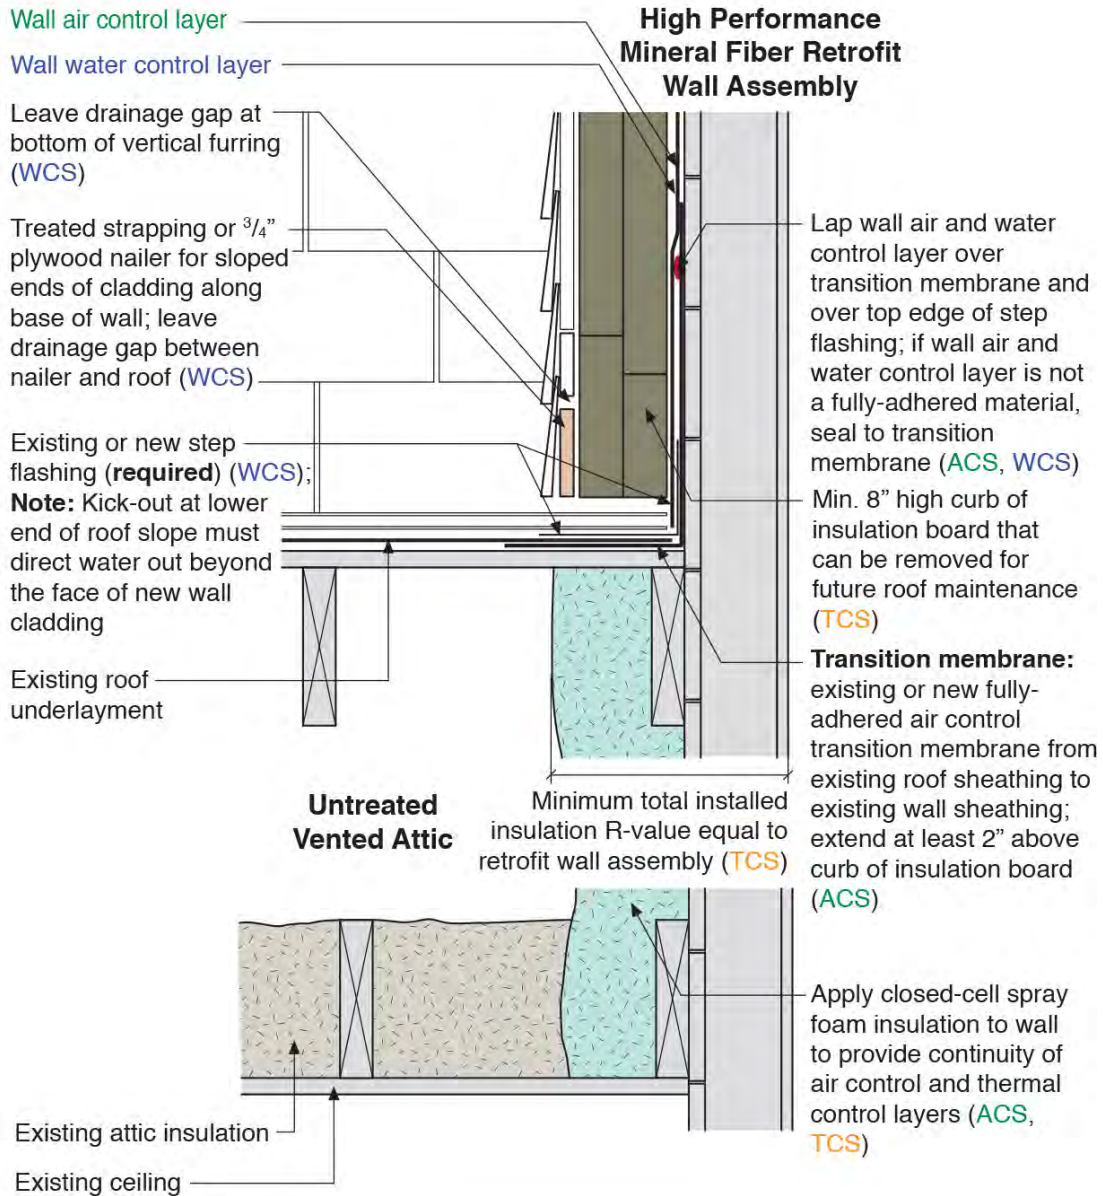 Wall air control layer
Wall water control layer
Leave drainage gap at
bottom of vertical furring
(WCS)
Treated strapping or 3/4”
plywood nailer for sloped
ends of cladding along
base of wall; leave
drainage gap between
nailer and roof (WCS)
Existing or new step
flashing (required) (WCS);
Note: Kick-out at lower
end of roof slope must
direct water out beyond
the face of new wall
cladding
Existing roof
underlayment
High Performance
Mineral Fiber Retrofit
Wall Assembly
Lap wall air and water
control layer over
transition membrane and
over top edge of step
flashing; if wall air and
water control layer is not
a fully-adhered material,
seal to transition
membrane (ACS, WCS)
Min. 8” high curb of
insulation board that
can be removed for
future roof maintenance
(TCS)
Transition membrane:
existing or new fully-
adhered air control
transition membrane from
existing roof sheathing to
existing wall sheathing;
extend at least 2” above
curb of insulation board
(ACS)
Untreated
Vented Attic
Minimum total installed
insulation R-value equal to
retrofit wall assembly (TCS)
Apply closed-cell spray
foam insulation to wall
to provide continuity of
air control and thermal
control layers (ACS,
TCS)
Existing attic insulation
Existing ceiling